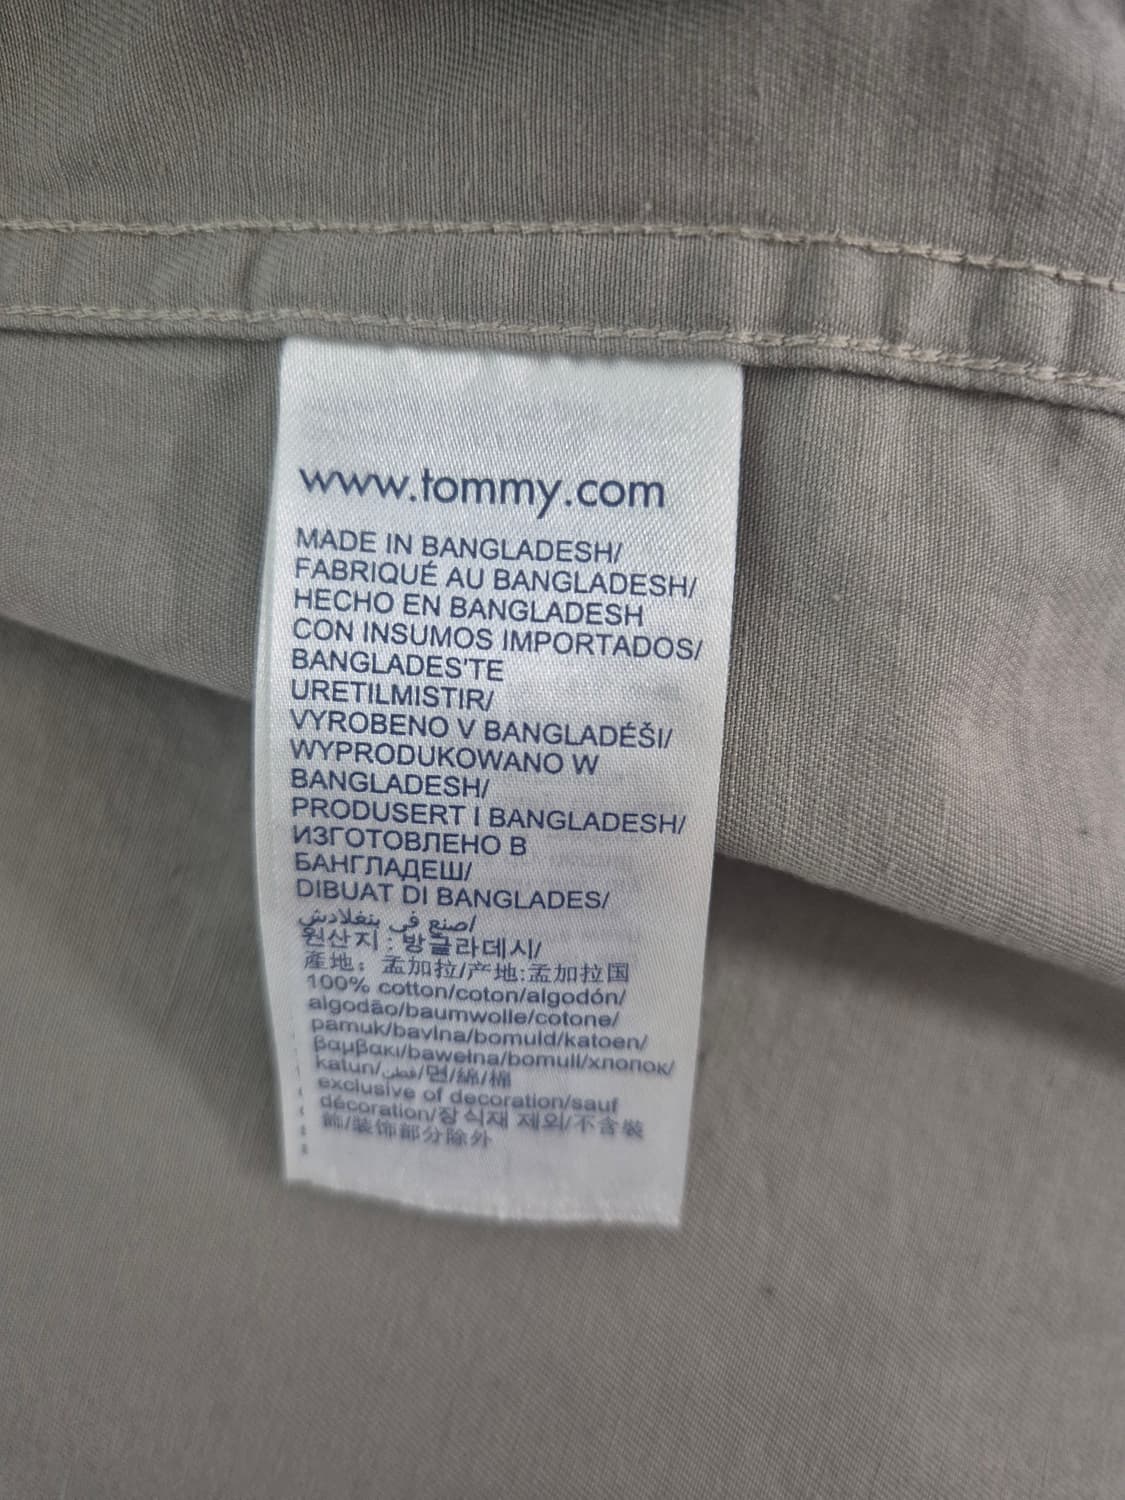 www.tommy.com
MADE IN BANGLADESH/
FABRIQUÉ AU BANGLADESH/
HECHO EN BANGLADESH
CON INSUMOS IMPORTADOS/
BANGLADES'TE
URETILMISTIR/
VYROBENO V BANGLADÉŠI/
WYPRODUKOWANO W
BANGLADESH/
PRODUSERT I BANGLADESH/
ИЗГОТОВЛЕНО В
БАНГЛАДЕШ/
DIBUAT DI BANGLADES/
صنع في بنغلادش/
원산지 : 방글라데시/
產地：孟加拉/产地:孟加拉国
100% cotton/coton/algodón/
algodão/baumwolle/cotone/
pamuk/bavlna/bomuld/katoen/
βαμβακι/bawełna/bomull/хлопок/
katun/قطن/면/綿/棉
exclusive of decoration/sauf
décoration/장식재 제외/不含裝
飾/装饰部分除外